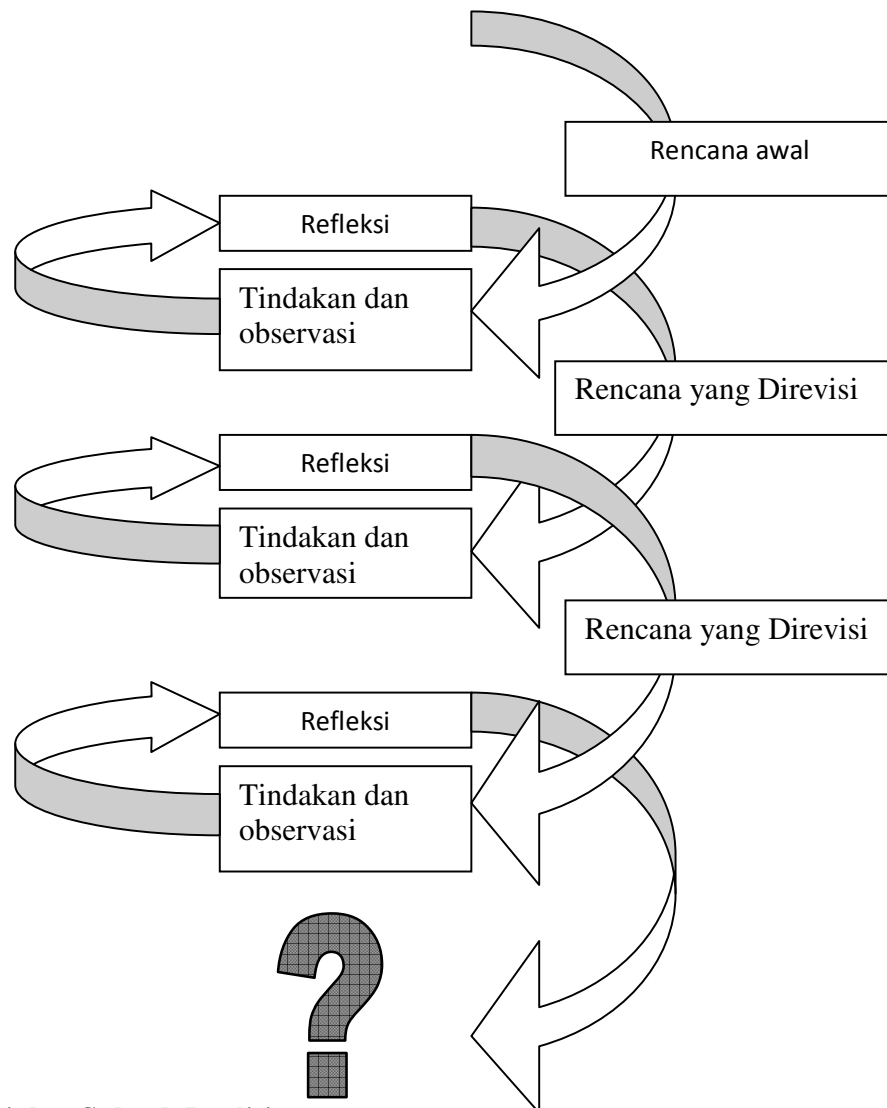 Rencana awal
Refleksi
Tindakan dan
observasi
Rencana yang Direvisi
Refleksi
Tindakan dan
observasi
Rencana yang Direvisi
Refleksi
Tindakan dan
observasi
?